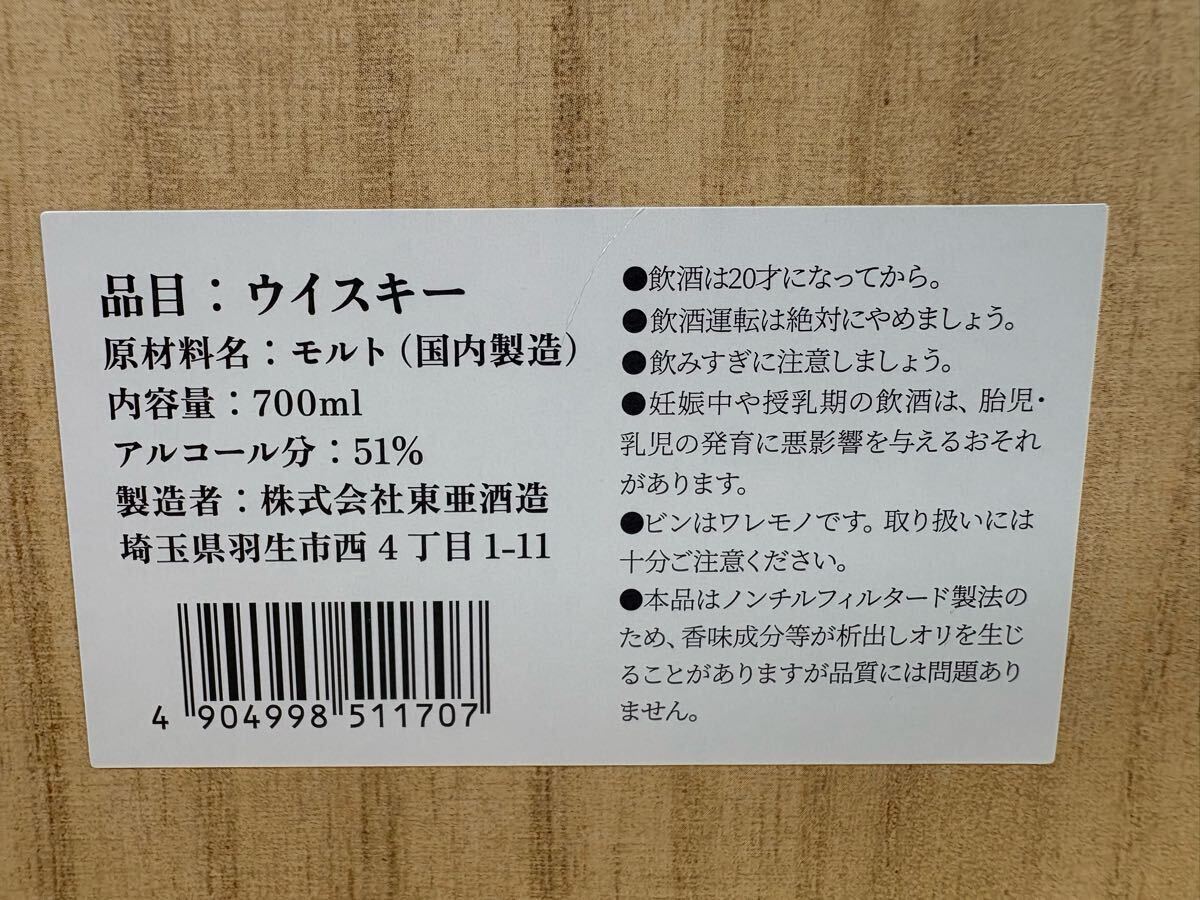 品目：ウイスキー
原材料名：モルト（国内製造）
内容量：700ml
アルコール分：51%
製造者：株式会社東亜酒造
埼玉県羽生市西４丁目1-11
4 904998 511707
●飲酒は20才になってから。
●飲酒運転は絶対にやめましょう。
●飲みすぎに注意しましょう。
●妊娠中や授乳期の飲酒は、胎児・
乳児の発育に悪影響を与えるおそれ
があります。
●ビンはワレモノです。取り扱いには
十分ご注意ください。
●本品はノンチルフィルタード製法の
ため、香味成分等が析出しオリを生じ
ることがありますが品質には問題あり
ません。